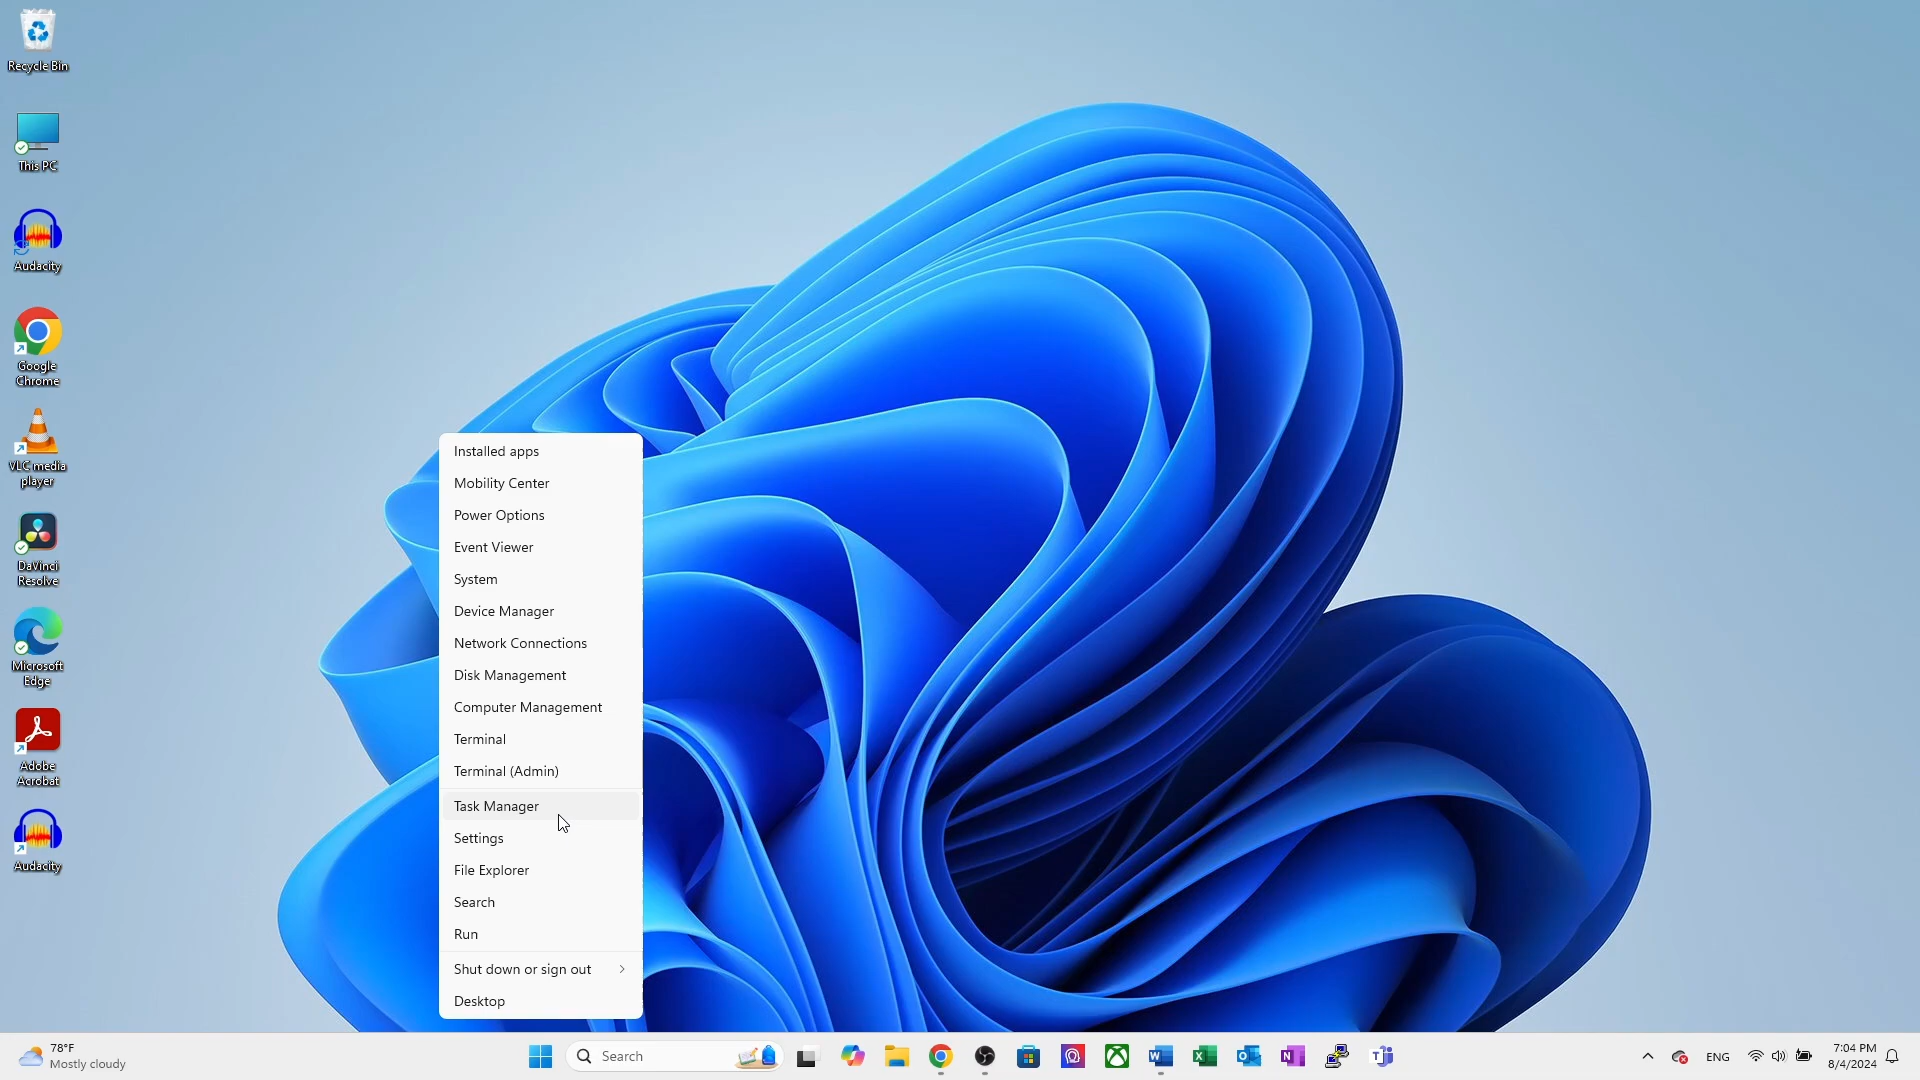 Recycle Bin
This PC
Audacity
Google
Chrome
VLC media
player
DaVinci
Resolve
Microsoft
Edge
Adobe
Acrobat
Audacity
Installed apps
Mobility Center
Power Options
Event Viewer
System
Device Manager
Network Connections
Disk Management
Computer Management
Terminal
Terminal (Admin)
Task Manager
Settings
File Explorer
Search
Run
Shut down or sign out
Desktop
78°F
Mostly cloudy
Search
ENG
7:04 PM
8/4/2024